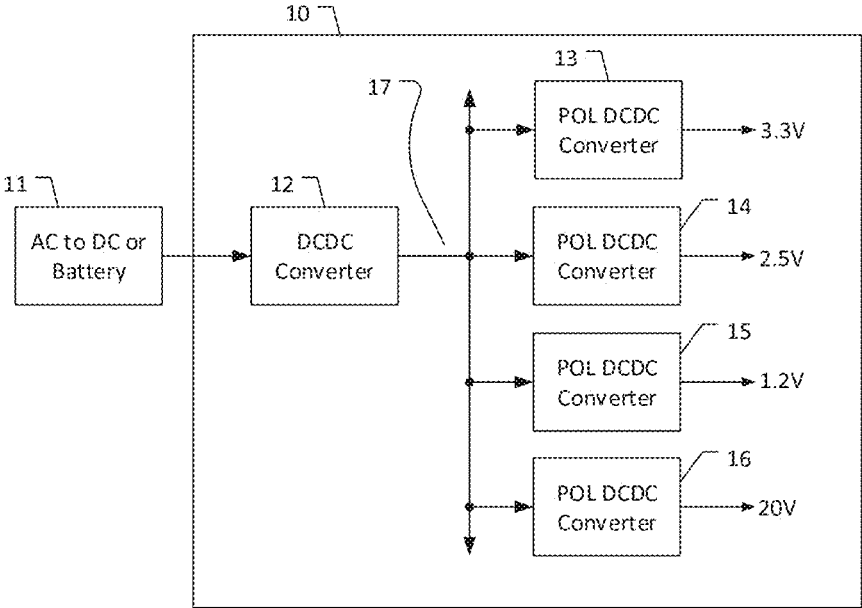 10
11
AC to DC or
Battery
12
DCDC
Converter
17
13
POL DCDC
Converter
3.3V
14
POL DCDC
Converter
2.5V
15
POL DCDC
Converter
1.2V
16
POL DCDC
Converter
20V